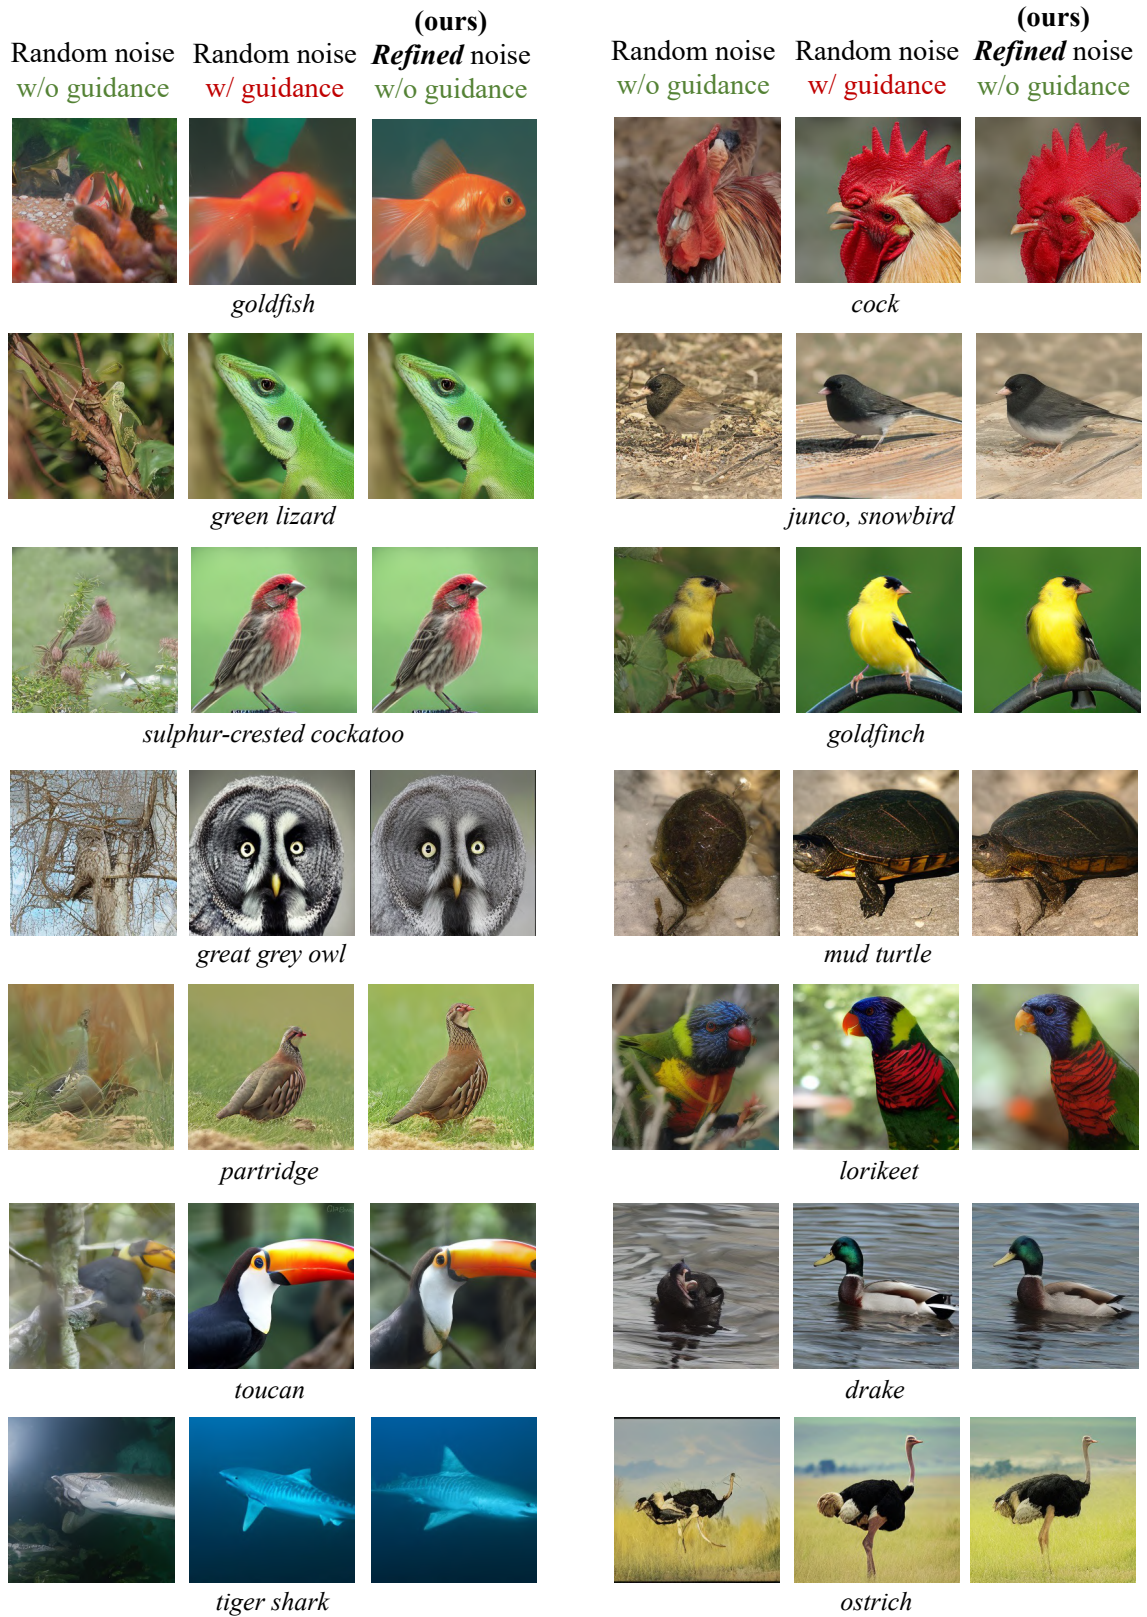 (ours)
Random noise Random noise Refined noise
w/o guidance w/ guidance w/o guidance
(ours)
Random noise Random noise Refined noise
w/o guidance w/ guidance w/o guidance
goldfish
cock
green lizard
junco, snowbird
sulphur-crested cockatoo
goldfinch
great grey owl
mud turtle
partridge
lorikeet
toucan
drake
tiger shark
ostrich